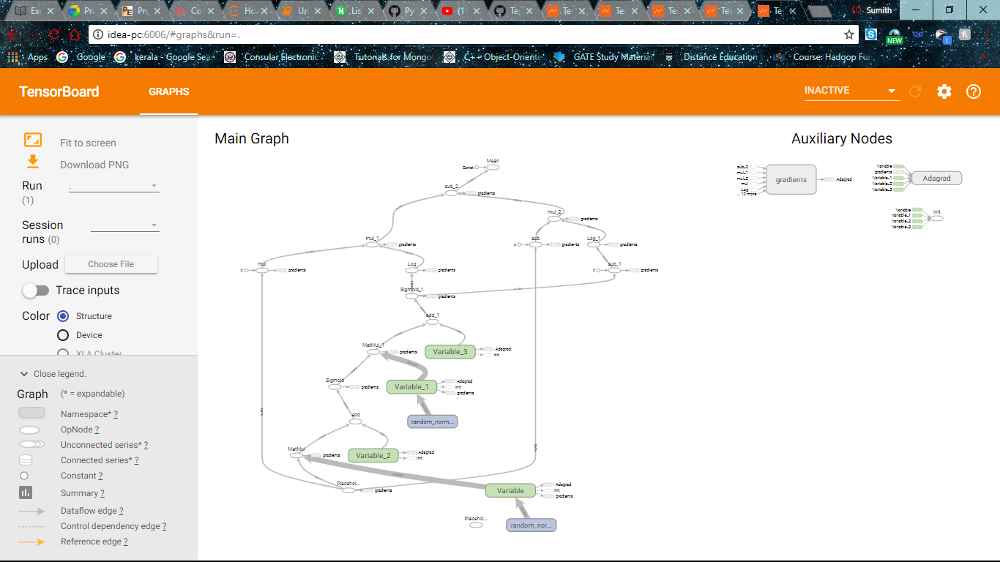 Exe
Pra
Pro
Co
Ho
Un
List
Py
(1
Te
Te
Te
Te
Te
Te
Sumith
idea-pc:6006/#graphs&run=.
NEW
Apps Google kerala - Google Sear Consular Electronic Tutorials for Mongo C++ Object-Oriente GATE Study Materia Distance Education Course: Hadoop Fun
TensorBoard GRAPHS INACTIVE
Fit to screen
Download PNG
Run
(1)
.
Session
runs (0)
Upload Choose File
Trace inputs
Color Structure
Device
XLA Cluster
Close legend.
Graph (* = expandable)
Namespace* ?
OpNode ?
Unconnected series* ?
Connected series* ?
Constant ?
Summary ?
Dataflow edge ?
Control dependency edge ?
Reference edge ?
Main Graph
Mean
Const
sub_2
gradients
mul_2
gradients
mul_1
gradients
sub
x
gradients
Log_1
gradients
mul
x
gradients
Log
gradients
sub_1
x
gradients
Sigmoid_1
gradients
add_1
MatMul_1
gradients
Variable_3
Adagrad
init
Sigmoid
gradients
Variable_1
Adagrad
init
gradients
add
random_norm...
MatMul
gradients
Variable_2
Adagrad
init
Placehol...
gradients
Variable
Adagrad
init
gradients
Placehol...
random_nor...
Auxiliary Nodes
sub_2
mul_1
mul_2
mul
Log
... 10 more
gradients
Adagrad
Variable
gradients
Variable_1
Variable_2
Variable_3
Adagrad
Variable
Variable_1
Variable_2
Variable_3
init